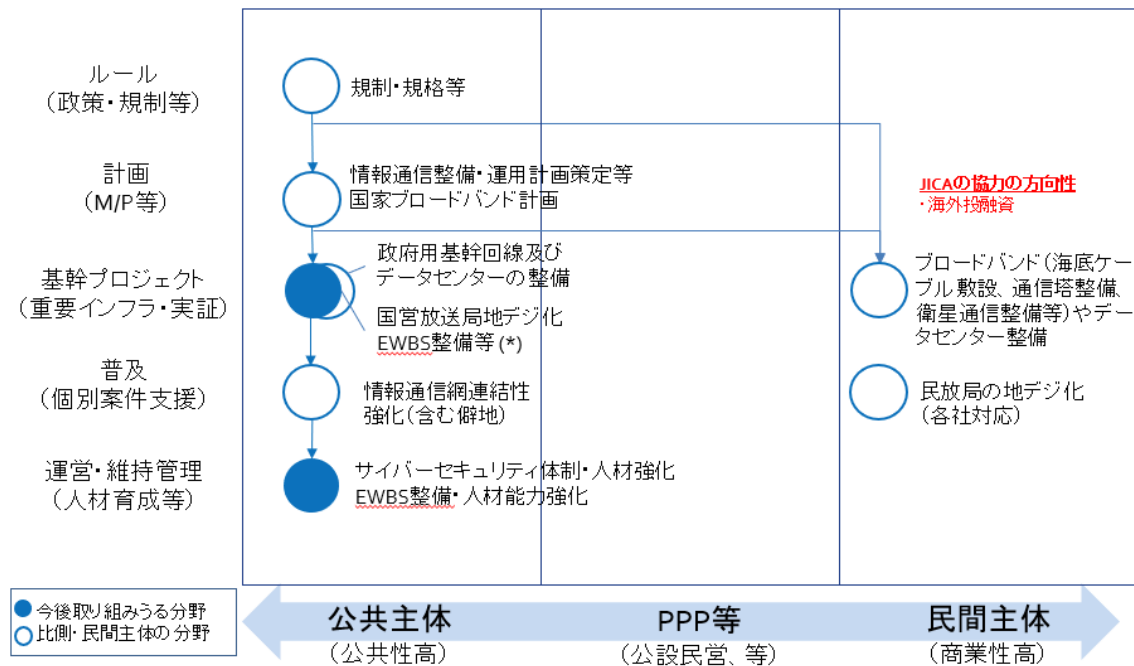 ルール
(政策・規制等)
規制・規格等
計画
(M/P等)
情報通信整備・運用計画策定等
国家ブロードバンド計画
JICAの協力の方向性
・海外投融資
基幹プロジェクト
(重要インフラ・実証)
政府用基幹回線及び
データセンターの整備
国営放送局地デジ化
EWBS整備等(*)
ブロードバンド(海底ケー
ブル敷設、通信塔整備、
衛星通信整備等)やデー
タセンター整備
普及
(個別案件支援)
情報通信網連結性
強化(含む僻地)
民放局の地デジ化
(各社対応)
運営・維持管理
(人材育成等)
サイバーセキュリティ体制・人材強化
EWBS整備・人材能力強化
今後取り組みうる分野
比側・民間主体の分野
公共主体
(公共性高)
PPP等
(公設民営、等)
民間主体
(商業性高)